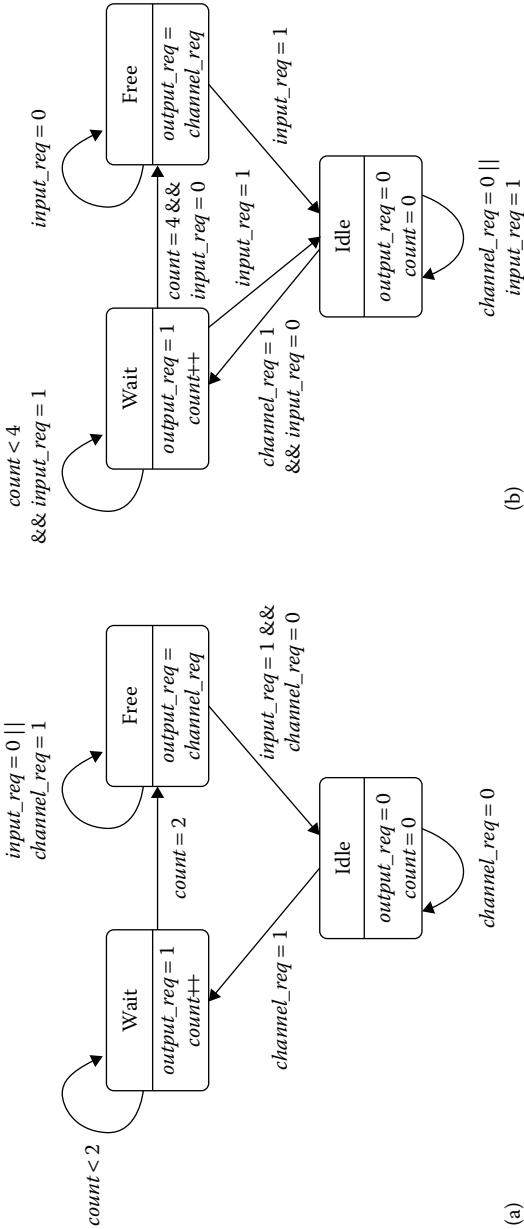 input_req = 0 ||
channel_req = 1
count < 2
Wait
output_req = 1
count++
count = 2
Free
output_req =
channel_req
channel_req = 1
input_req = 1 &&
channel_req = 0
Idle
output_req = 0
count = 0
channel_req = 0
(a)
count < 4
&& input_req = 1
input_req = 0
Wait
output_req = 1
count++
count = 4 &&
input_req = 0
Free
output_req =
channel_req
input_req = 1
input_req = 1
channel_req = 1
&& input_req = 0
Idle
output_req = 0
count = 0
channel_req = 0 ||
input_req = 1
(b)